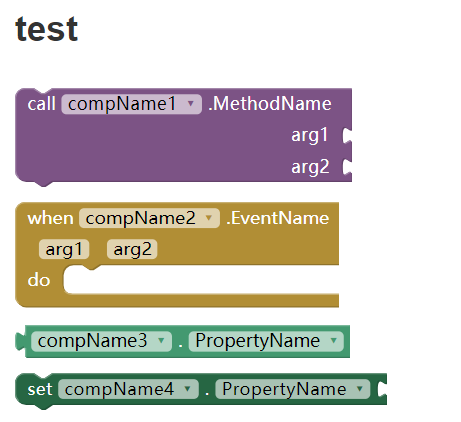 test
call compName1 .MethodName
arg1
arg2
when compName2 .EventName
arg1 arg2
do
compName3 . PropertyName
set compName4 . PropertyName